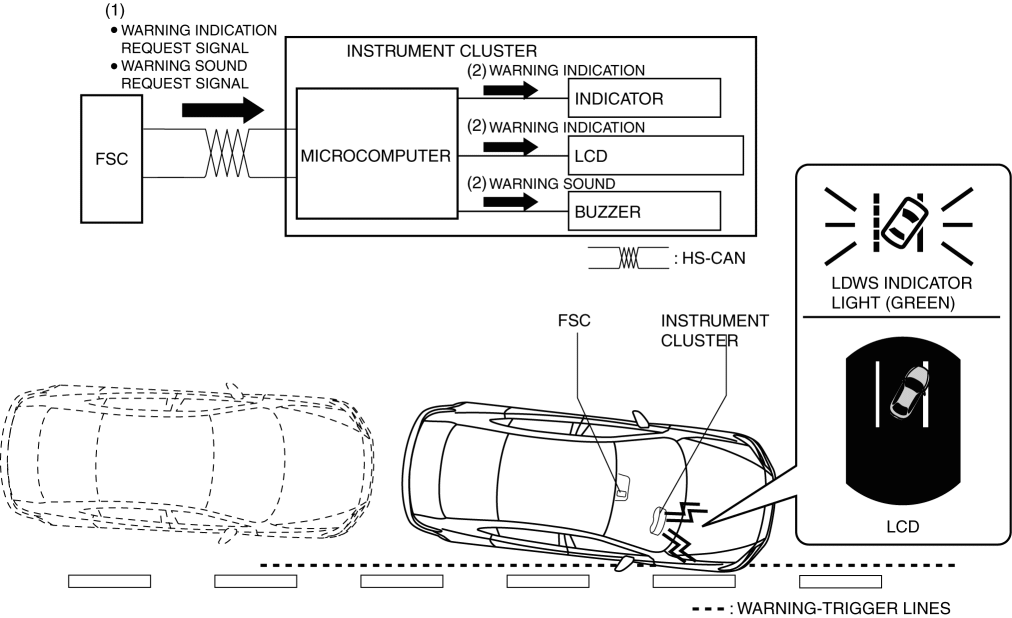 (1)
• WARNING INDICATION
REQUEST SIGNAL
• WARNING SOUND
REQUEST SIGNAL
INSTRUMENT CLUSTER
FSC
MICROCOMPUTER
(2) WARNING INDICATION
INDICATOR
(2) WARNING INDICATION
LCD
(2) WARNING SOUND
BUZZER
: HS-CAN
LDWS INDICATOR
LIGHT (GREEN)
LCD
FSC
INSTRUMENT
CLUSTER
: WARNING-TRIGGER LINES